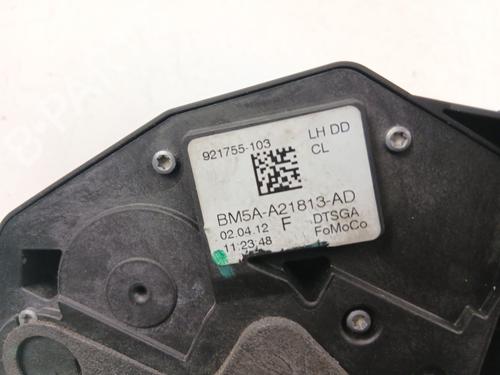 921755-103 LH DD
CL
BM5A-A21813-AD
02.04.12 F DTSGA
11:23:48 FoMoCo